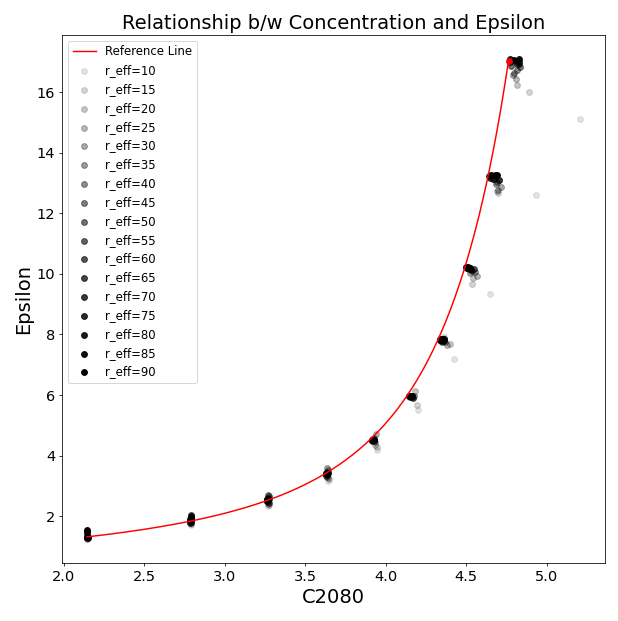 Relationship b/w Concentration and Epsilon
Reference Line
r_eff=10
r_eff=15
r_eff=20
r_eff=25
r_eff=30
r_eff=35
r_eff=40
r_eff=45
r_eff=50
r_eff=55
r_eff=60
r_eff=65
r_eff=70
r_eff=75
r_eff=80
r_eff=85
r_eff=90
Epsilon
16
14
12
10
8
6
4
2
2.0 2.5 3.0 3.5 4.0 4.5 5.0
C2080